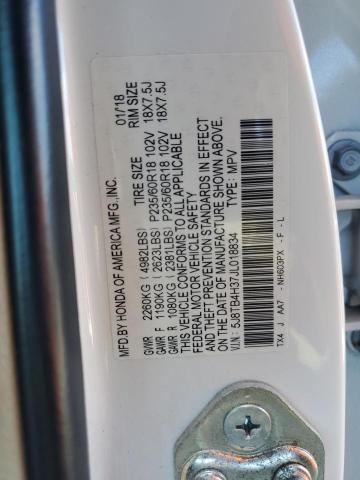 MFD.BY HONDA OF AMERICA MFG.,INC. 01/18
TIRE SIZE RIM SIZE
GVWR 2260KG ( 4982LBS)
GAWR F 1190KG ( 2623LBS) P235/60R18 102V 18X7.5J
GAWR R 1080KG ( 2381LBS) P235/60R18 102V 18X7.5J
THIS VEHICLE CONFORMS TO ALL APPLICABLE
FEDERAL MOTOR VEHICLE SAFETY AND
THEFT PREVENTION STANDARDS IN EFFECT
ON THE DATE OF MANUFACTURE SHOWN ABOVE.
V.I.N : 5J8TB4H37JL018834 TYPE: MPV
TX4 J AA7 - NH603PX - F - L